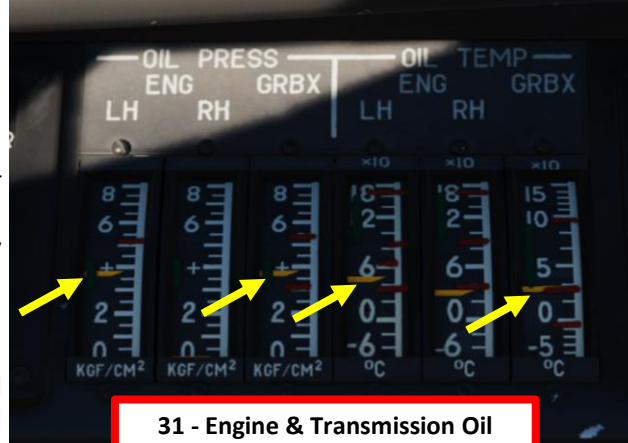 OIL PRESS OIL TEMP
ENG GRBX ENG GRBX
LH RH LH RH
×10 ×10 ×10
8 8 8 18 18 15
6 6 6 2 2 10
+ + + 6 6 5
2 2 2 0 0 0
0 0 0 -6 -6 -5
KGF/CM² KGF/CM² KGF/CM² °C °C °C
31 - Engine & Transmission Oil